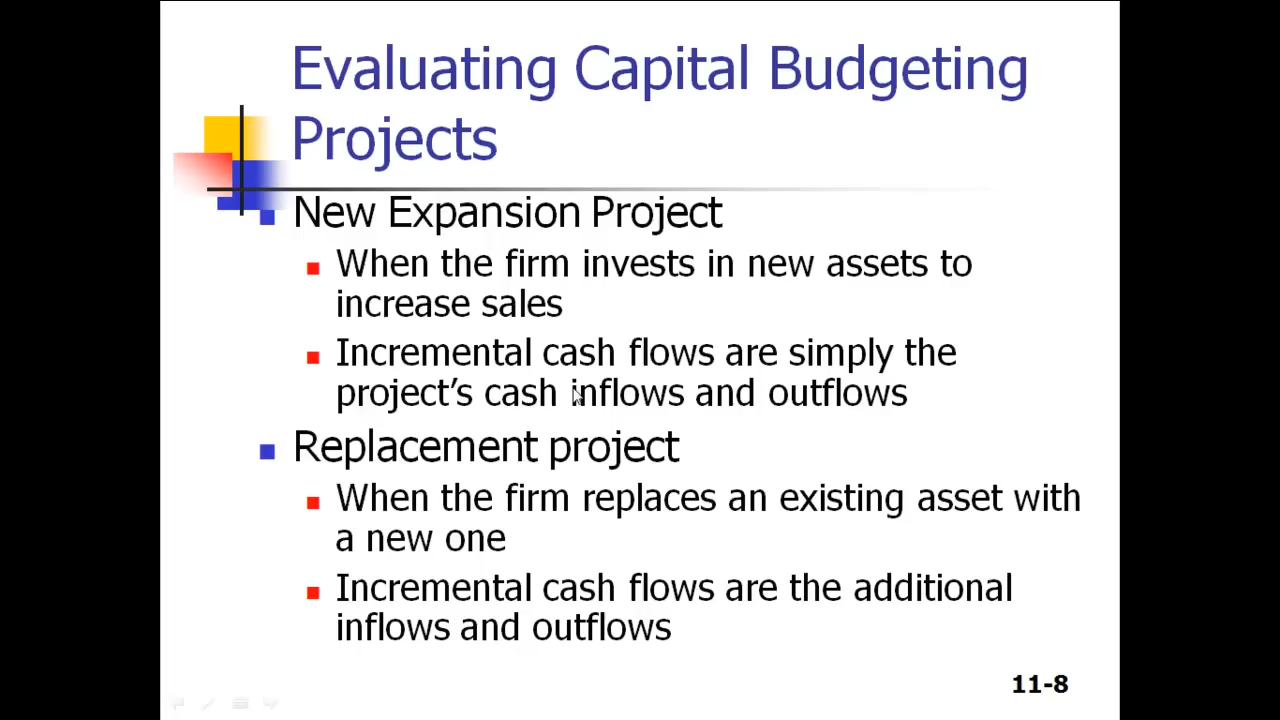 Evaluating Capital Budgeting
Projects
New Expansion Project
When the firm invests in new assets to
increase sales
Incremental cash flows are simply the
project’s cash inflows and outflows
Replacement project
When the firm replaces an existing asset with
a new one
Incremental cash flows are the additional
inflows and outflows
11-8